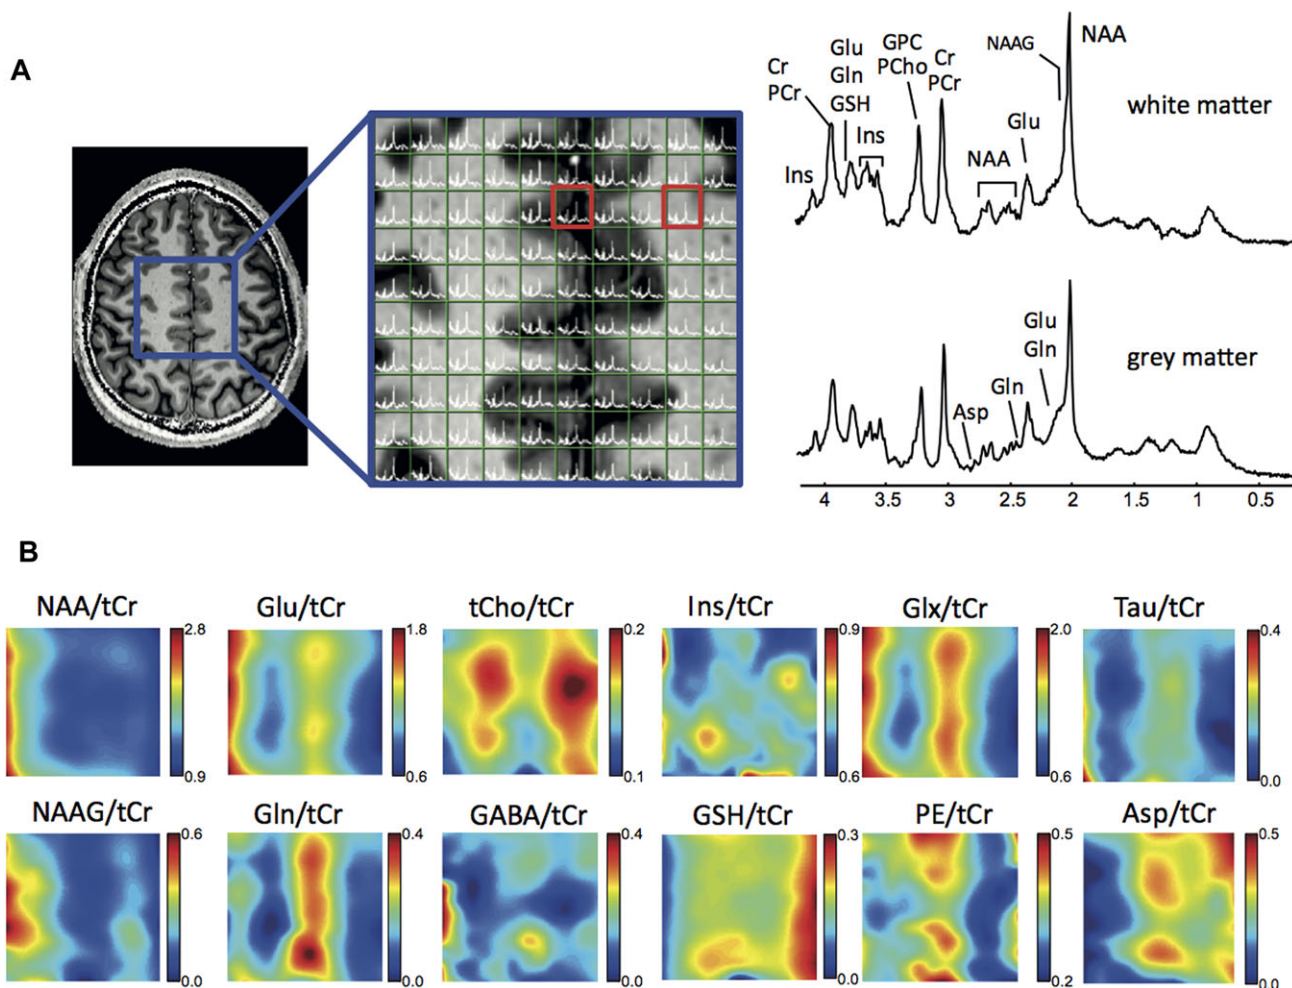 A
Cr
PCr
Glu
Gln
GSH
GPC
PCho
Cr
PCr
NAAG
NAA
white matter
Ins
Ins
NAA
Glu
Glu
Gln
grey matter
Asp
Gln
4 3.5 3 2.5 2 1.5 1 0.5
B
NAA/tCr Glu/tCr tCho/tCr Ins/tCr Glx/tCr Tau/tCr
2.8 1.8 0.2 0.9 2.0 0.4
0.9 0.6 0.1 0.6 0.6 0.0
NAAG/tCr Gln/tCr GABA/tCr GSH/tCr PE/tCr Asp/tCr
0.6 0.4 0.4 0.3 0.5 0.5
0.0 0.0 0.0 0.0 0.2 0.0